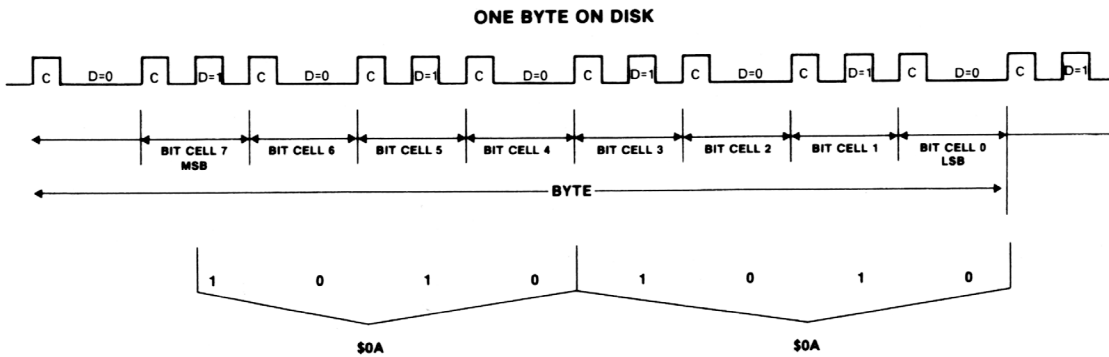 ONE BYTE ON DISK
C D=0 C D=1 C D=0 C D=1 C D=0 C D=1 C D=0 C D=1 C D=0 C D=1
BIT CELL 7 BIT CELL 6 BIT CELL 5 BIT CELL 4 BIT CELL 3 BIT CELL 2 BIT CELL 1 BIT CELL 0
MSB LSB
BYTE
1 0 1 0 1 0 1 0
$0A $0A